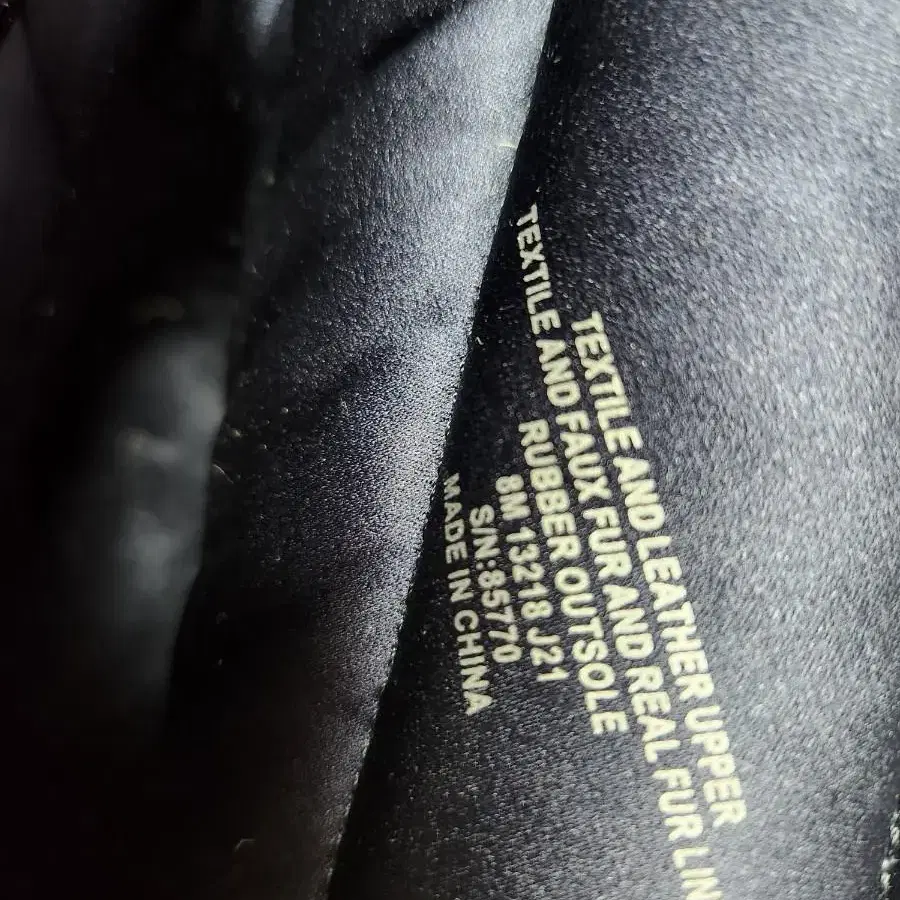 TEXTILE AND LEATHER UPPER
TEXTILE AND FAUX FUR AND REAL FUR LIN
RUBBER OUTSOLE
8M 13218 J21
S/N:85770
MADE IN CHINA